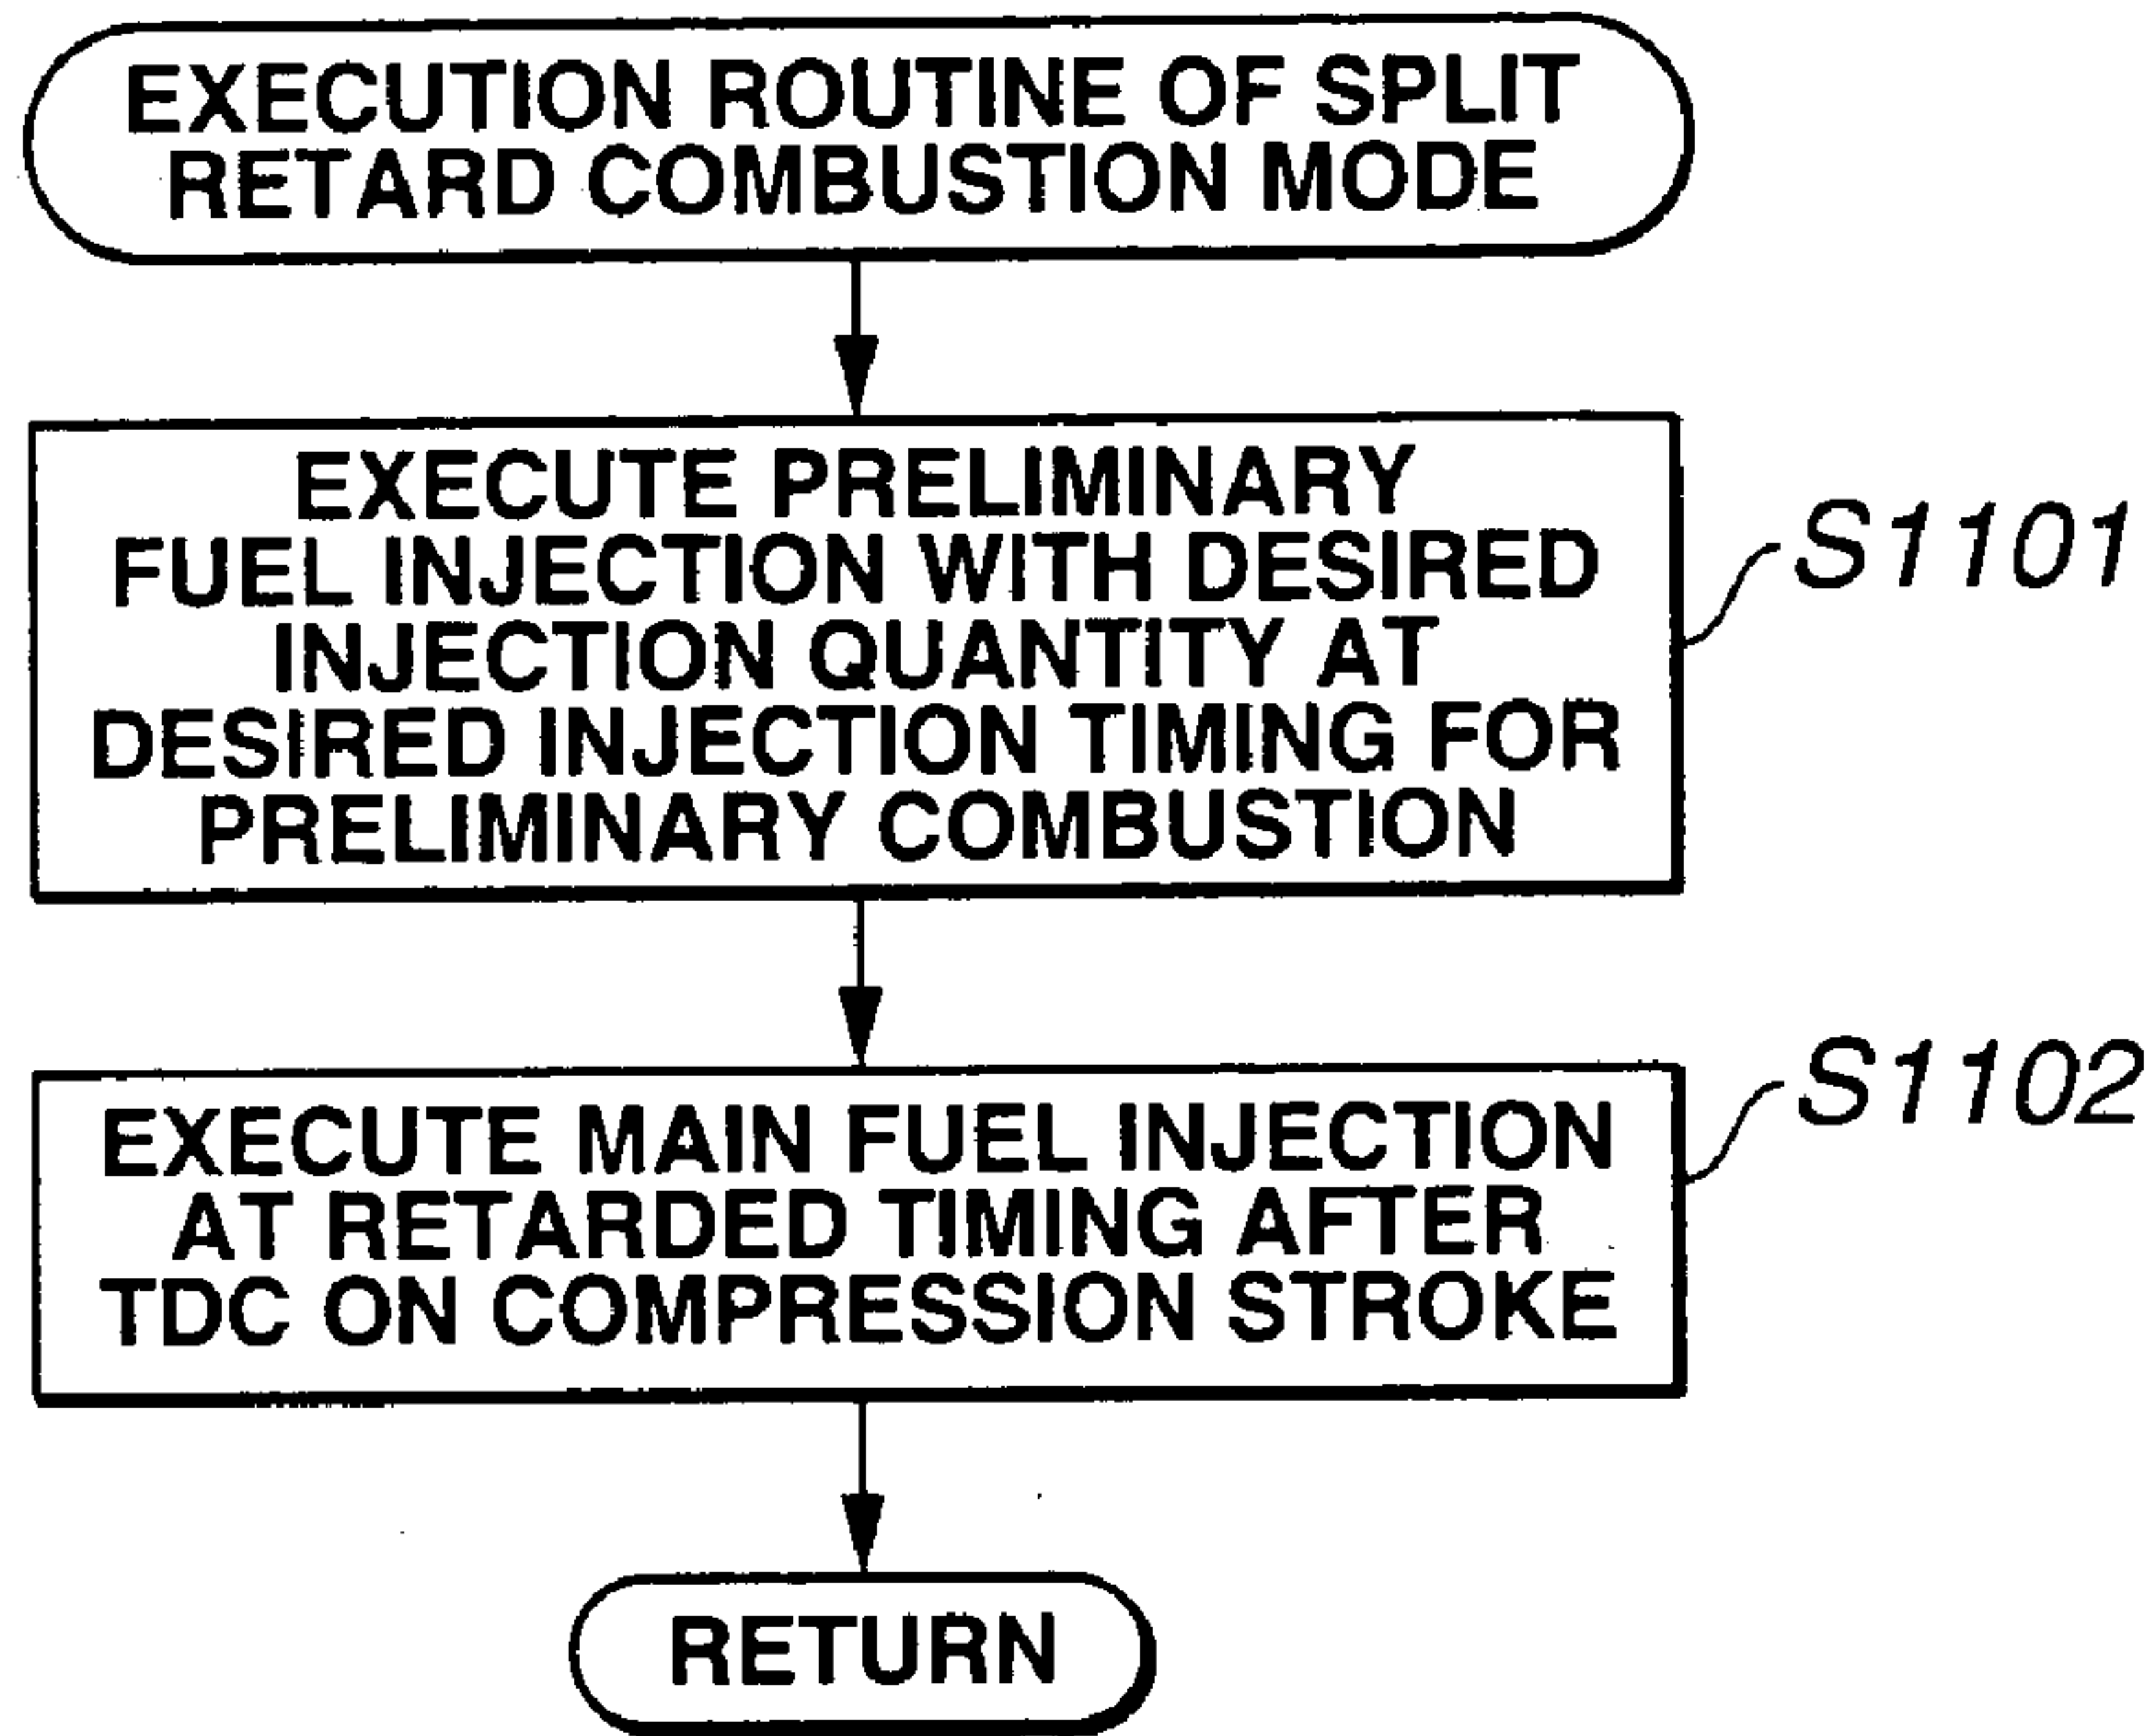 EXECUTION ROUTINE OF SPLIT
RETARD COMBUSTION MODE
EXECUTE PRELIMINARY
FUEL INJECTION WITH DESIRED
INJECTION QUANTITY AT
DESIRED INJECTION TIMING FOR
PRELIMINARY COMBUSTION
S1101
EXECUTE MAIN FUEL INJECTION
AT RETARDED TIMING AFTER
TDC ON COMPRESSION STROKE
S1102
RETURN